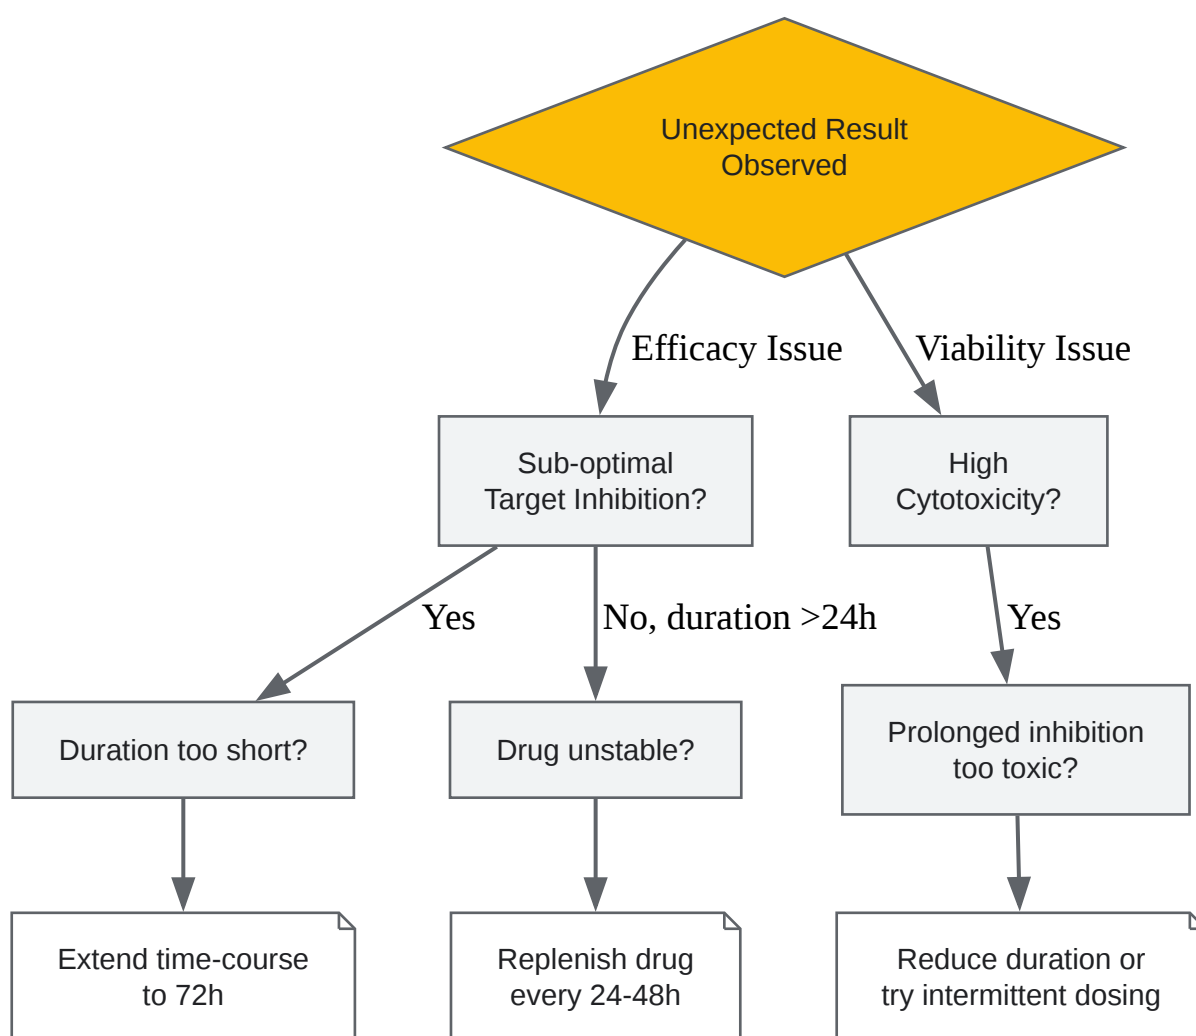 Unexpected Result
Observed
Efficacy Issue
Viability Issue
Sub-optimal
Target Inhibition?
High
Cytotoxicity?
Yes
No, duration >24h
Yes
Duration too short?
Drug unstable?
Prolonged inhibition
too toxic?
Extend time-course
to 72h
Replenish drug
every 24-48h
Reduce duration or
try intermittent dosing